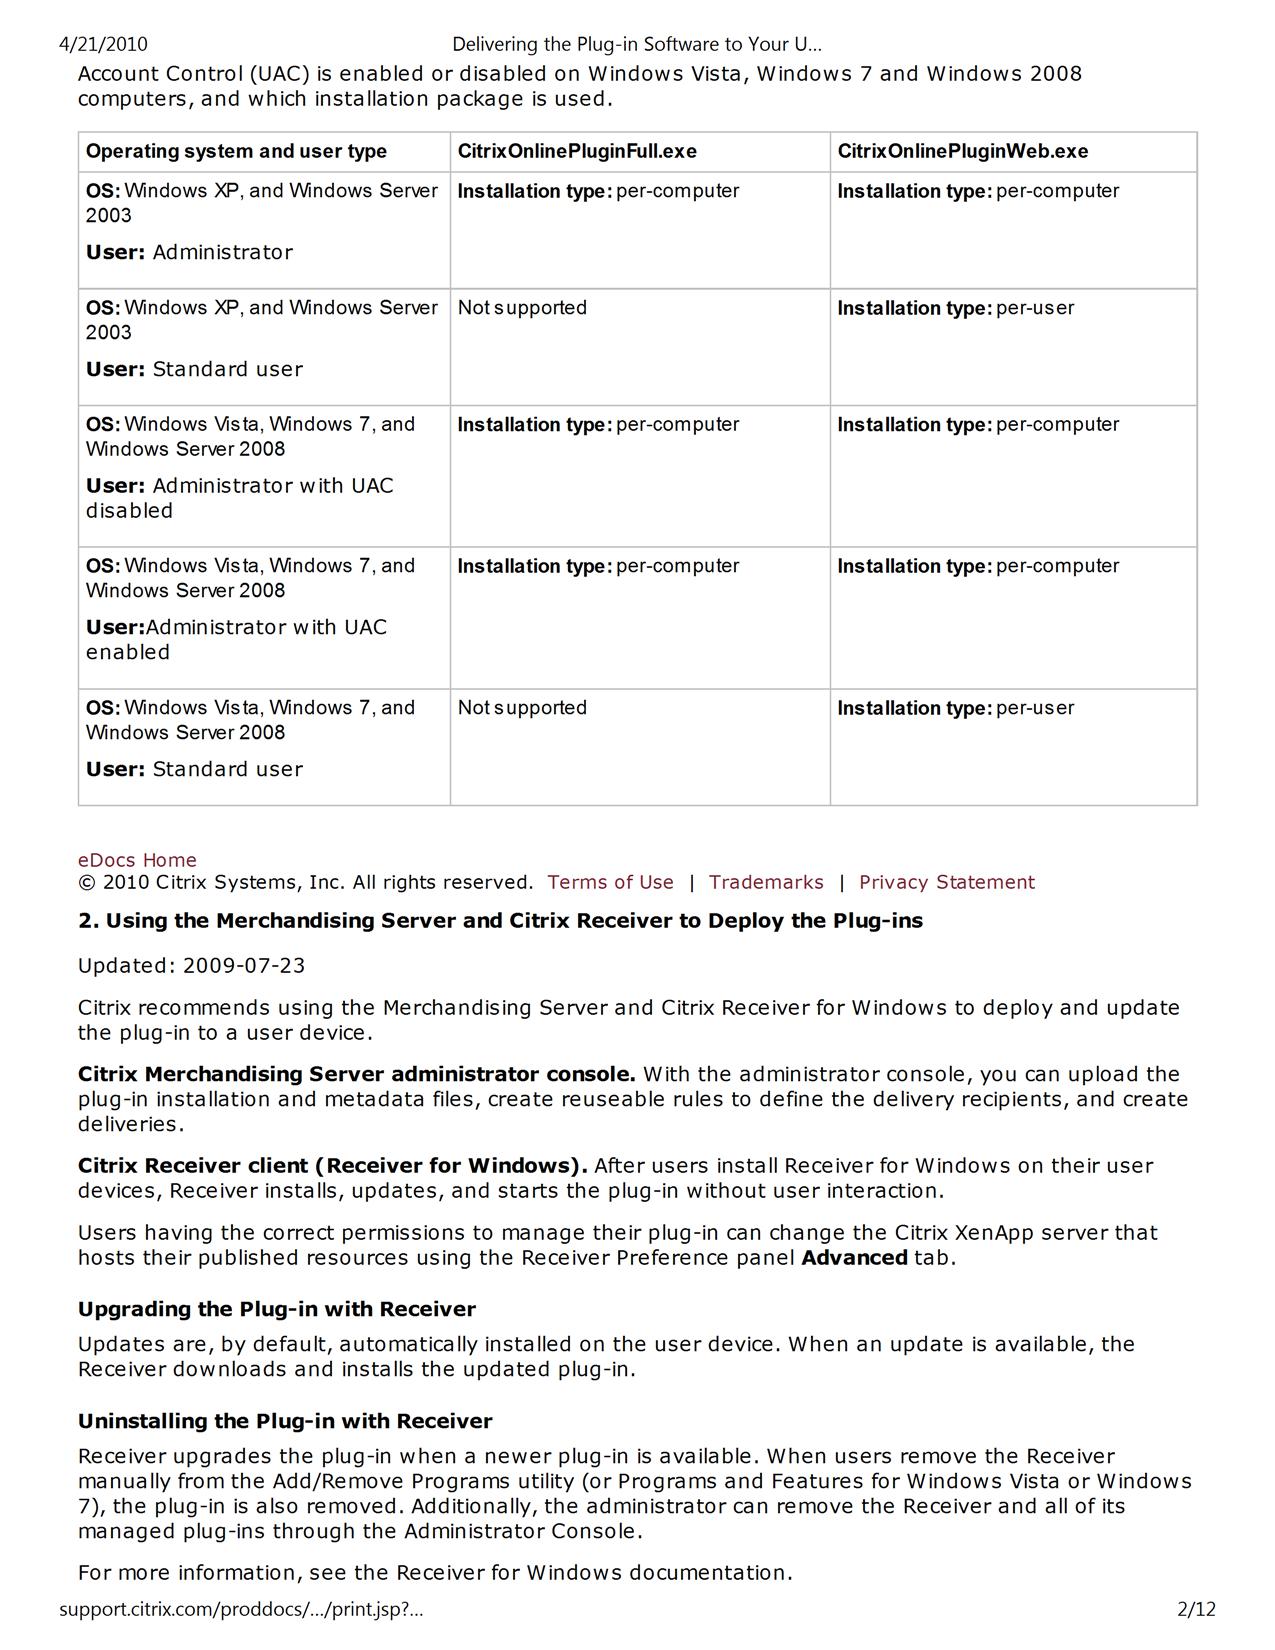 4/21/2010 Delivering the Plug-in Software to Your U...
Account Control (UAC) is enabled or disabled on Windows Vista, Windows 7 and Windows 2008
computers, and which installation package is used.
Operating system and user type CitrixOnlinePluginFull.exe CitrixOnlinePluginWeb.exe
OS: Windows XP, and Windows Server Installation type: per-computer Installation type: per-computer
2003
User: Administrator
OS: Windows XP, and Windows Server Not supported Installation type: per-user
2003
User: Standard user
OS: Windows Vista, Windows 7, and Installation type: per-computer Installation type: per-computer
Windows Server 2008
User: Administrator with UAC
disabled
OS: Windows Vista, Windows 7, and Installation type: per-computer Installation type: per-computer
Windows Server 2008
User:Administrator with UAC
enabled
OS: Windows Vista, Windows 7, and Not supported Installation type: per-user
Windows Server 2008
User: Standard user
eDocs Home
© 2010 Citrix Systems, Inc. All rights reserved. Terms of Use | Trademarks | Privacy Statement
2. Using the Merchandising Server and Citrix Receiver to Deploy the Plug-ins
Updated: 2009-07-23
Citrix recommends using the Merchandising Server and Citrix Receiver for Windows to deploy and update
the plug-in to a user device.
Citrix Merchandising Server administrator console. With the administrator console, you can upload the
plug-in installation and metadata files, create reuseable rules to define the delivery recipients, and create
deliveries.
Citrix Receiver client (Receiver for Windows). After users install Receiver for Windows on their user
devices, Receiver installs, updates, and starts the plug-in without user interaction.
Users having the correct permissions to manage their plug-in can change the Citrix XenApp server that
hosts their published resources using the Receiver Preference panel Advanced tab.
Upgrading the Plug-in with Receiver
Updates are, by default, automatically installed on the user device. When an update is available, the
Receiver downloads and installs the updated plug-in.
Uninstalling the Plug-in with Receiver
Receiver upgrades the plug-in when a newer plug-in is available. When users remove the Receiver
manually from the Add/Remove Programs utility (or Programs and Features for Windows Vista or Windows
7), the plug-in is also removed. Additionally, the administrator can remove the Receiver and all of its
managed plug-ins through the Administrator Console.
For more information, see the Receiver for Windows documentation.
support.citrix.com/proddocs/.../print.jsp?... 2/12